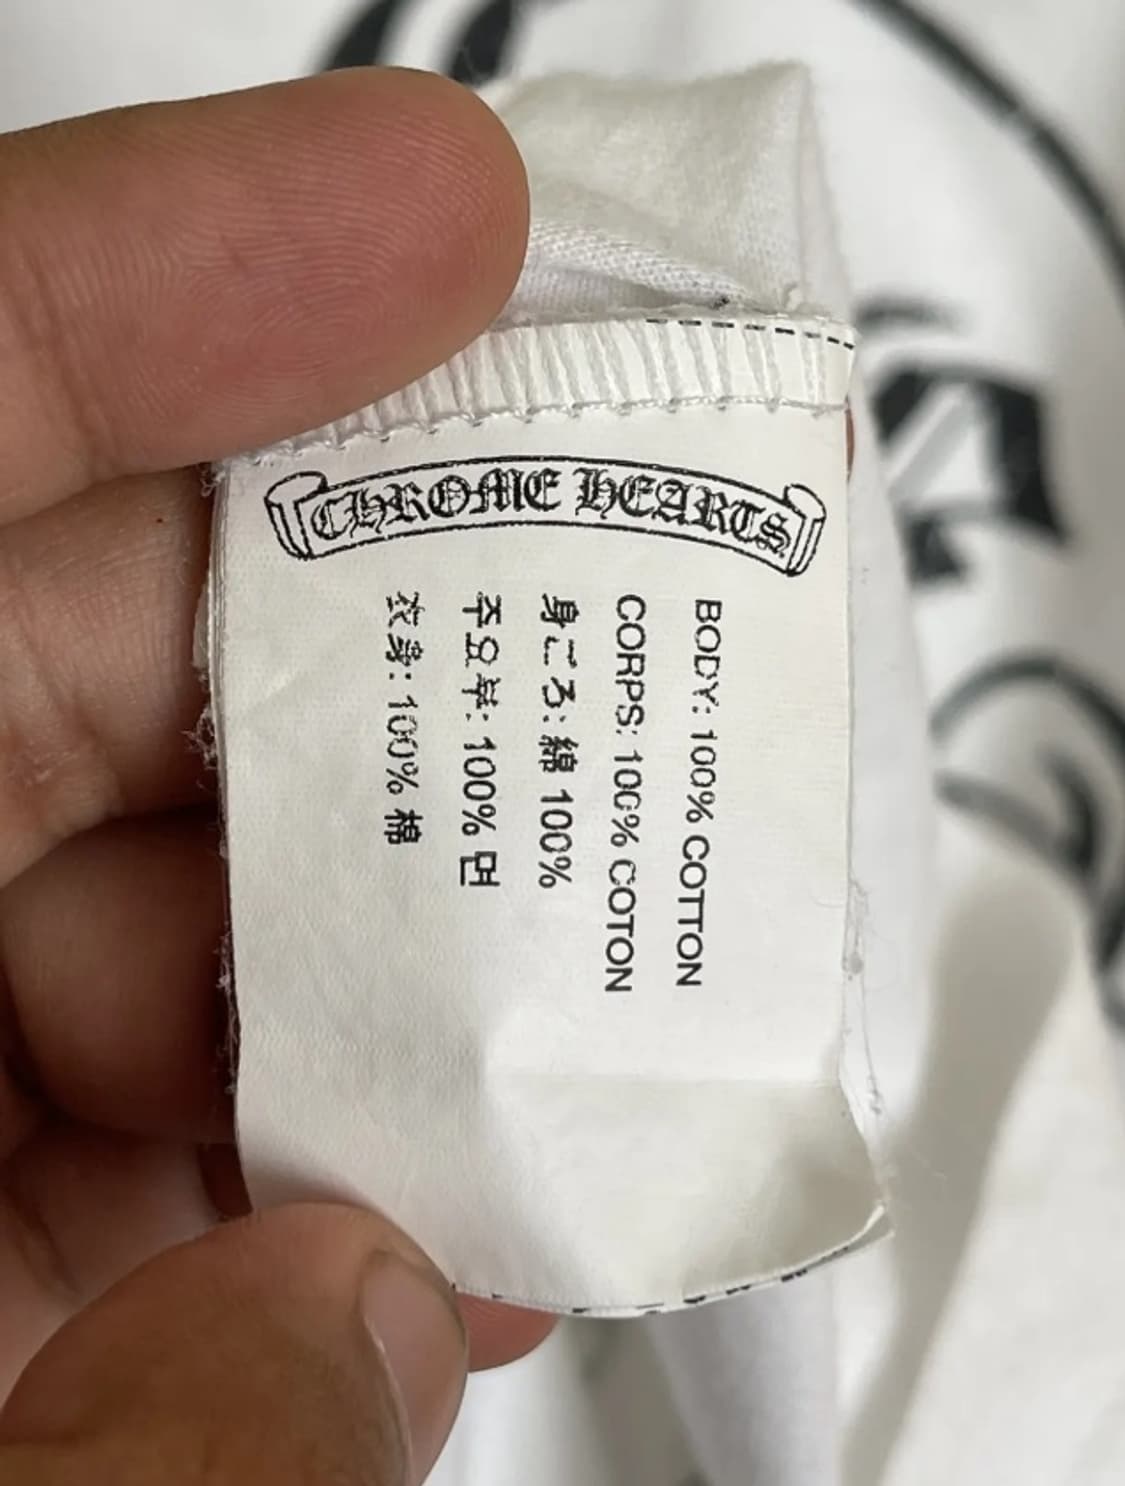 CHROME HEARTS
BODY: 100% COTTON
CORPS: 100% COTON
身ごろ: 綿 100%
주요부: 100% 면
衣身: 100% 棉